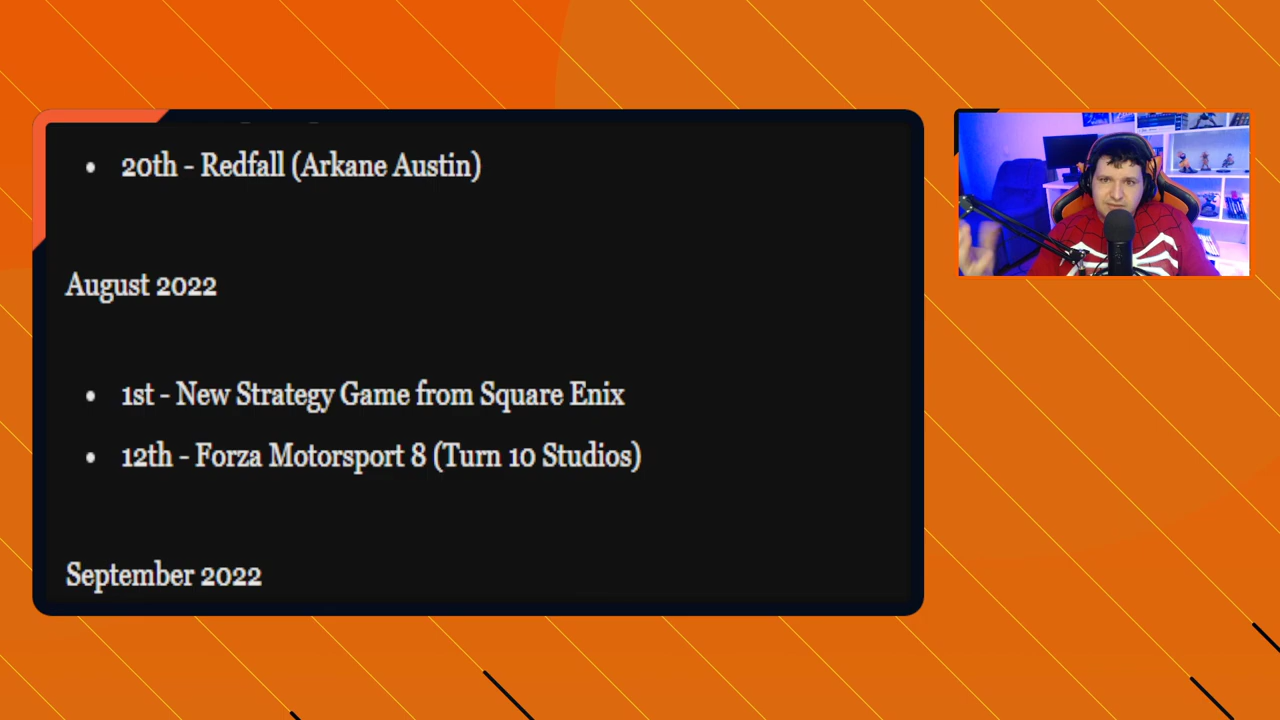 • 20th - Redfall (Arkane Austin)
August 2022
• 1st - New Strategy Game from Square Enix
• 12th - Forza Motorsport 8 (Turn 10 Studios)
September 2022